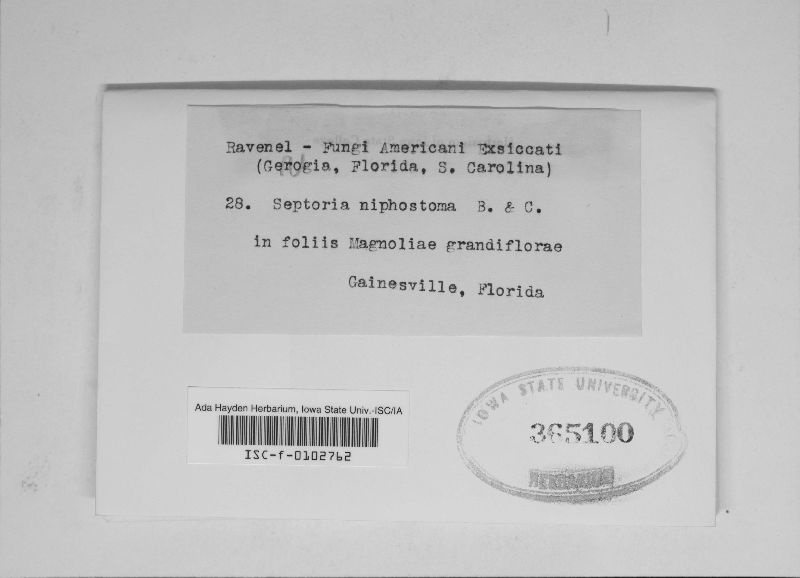 Ravenel - Fungi Americani Exsiccati
(Gerogia, Florida, S. Carolina)
28. Septoria niphostoma B. & C.
in foliis Magnoliae grandiflorae
Gainesville, Florida
Ada Hayden Herbarium, Iowa State Univ.-ISC/IA
ISC-f-0102762
IOWA STATE UNIVERSITY
365100
HERBARIUM